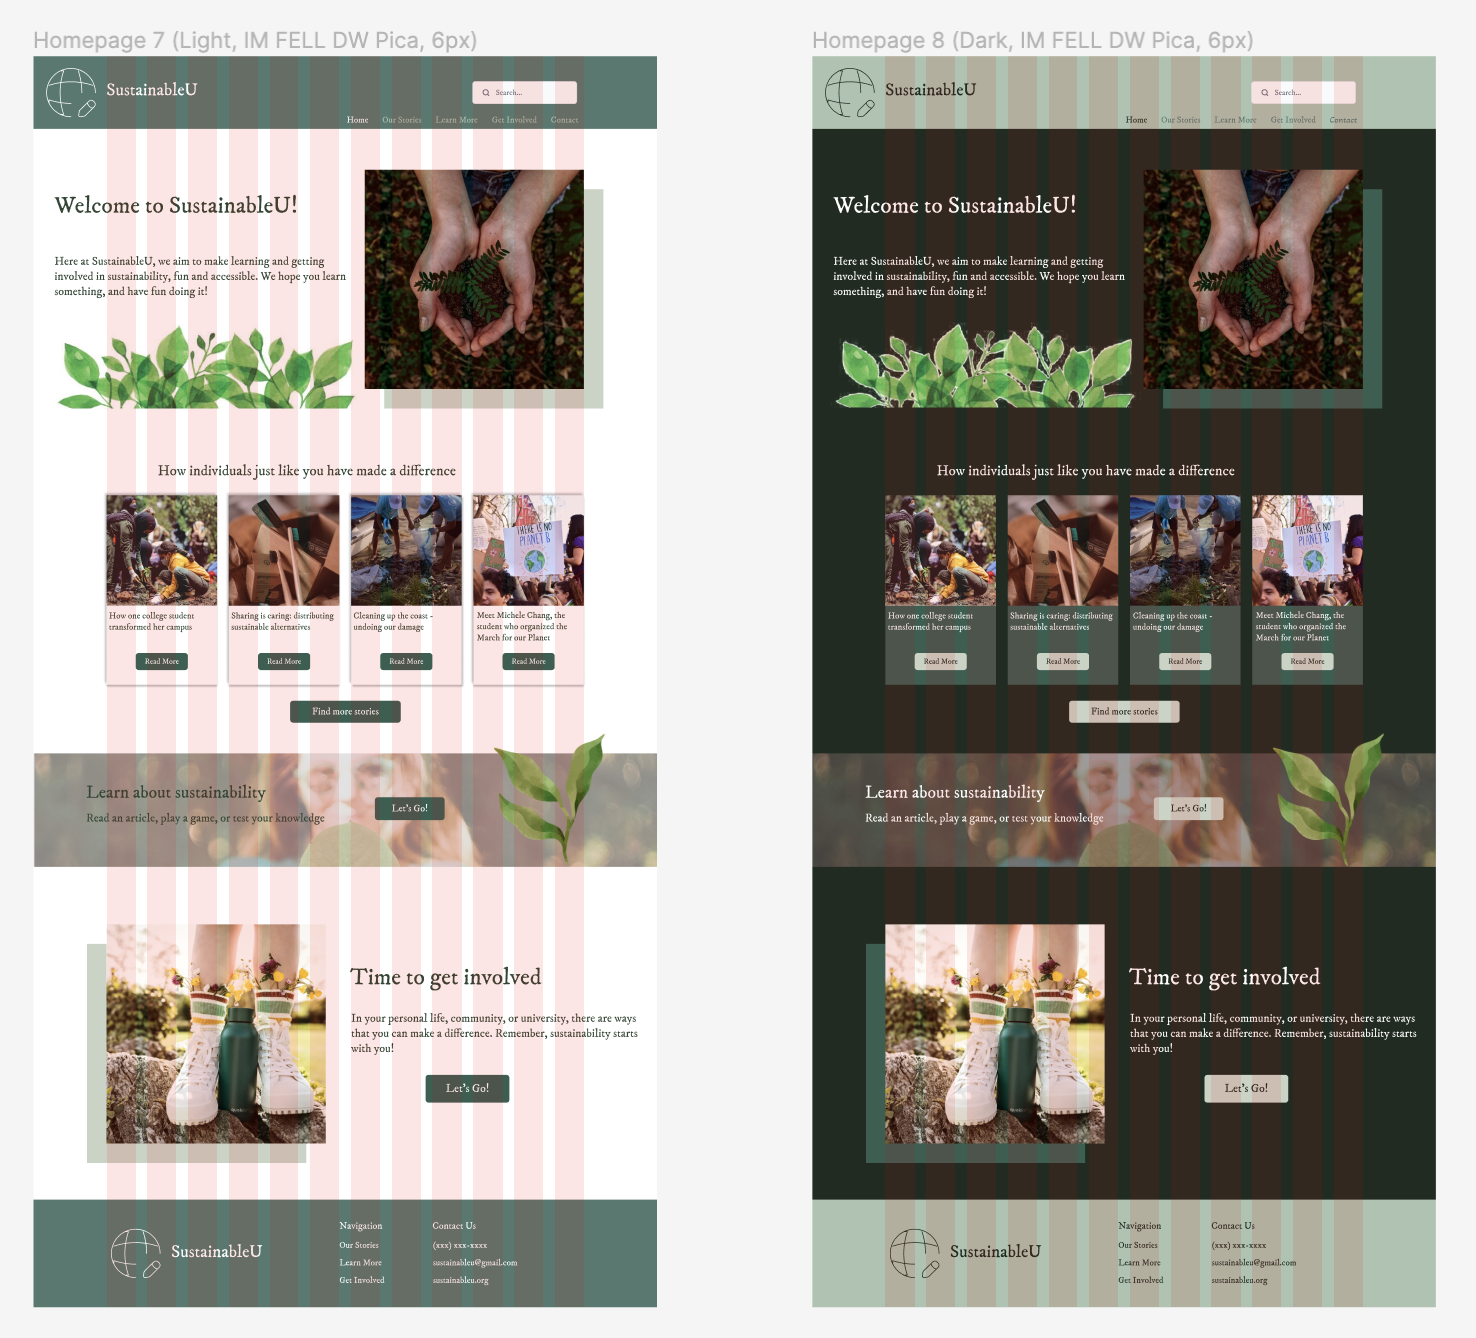 Homepage 7 (Light, IM FELL DW Pica, 6px)
SustainableU
Search...
Home Our Stories Learn More Get Involved Contact
Welcome to SustainableU!
Here at SustainableU, we aim to make learning and getting
involved in sustainability, fun and accessible. We hope you learn
something, and have fun doing it!
How individuals just like you have made a difference
THERE IS NO
PLANET B
How one college student
transformed her campus
Read More
Sharing is caring: distributing
sustainable alternatives
Read More
Cleaning up the coast -
undoing our damage
Read More
Meet Michele Chang, the
student who organized the
March for our Planet
Read More
Find more stories
Learn about sustainability
Read an article, play a game, or test your knowledge
Let's Go!
Time to get involved
In your personal life, community, or university, there are ways
that you can make a difference. Remember, sustainability starts
with you!
Let's Go!
SustainableU
Navigation
Our Stories
Learn More
Get Involved
Contact Us
(xxx) xxx-xxxx
sustainableu@gmail.com
sustainableu.org
Homepage 8 (Dark, IM FELL DW Pica, 6px)
SustainableU
Search...
Home Our Stories Learn More Get Involved Contact
Welcome to SustainableU!
Here at SustainableU, we aim to make learning and getting
involved in sustainability, fun and accessible. We hope you learn
something, and have fun doing it!
How individuals just like you have made a difference
THERE IS NO
PLANET B
How one college student
transformed her campus
Read More
Sharing is caring: distributing
sustainable alternatives
Read More
Cleaning up the coast -
undoing our damage
Read More
Meet Michele Chang, the
student who organized the
March for our Planet
Read More
Find more stories
Learn about sustainability
Read an article, play a game, or test your knowledge
Let's Go!
Time to get involved
In your personal life, community, or university, there are ways
that you can make a difference. Remember, sustainability starts
with you!
Let's Go!
SustainableU
Navigation
Our Stories
Learn More
Get Involved
Contact Us
(xxx) xxx-xxxx
sustainableu@gmail.com
sustainableu.org